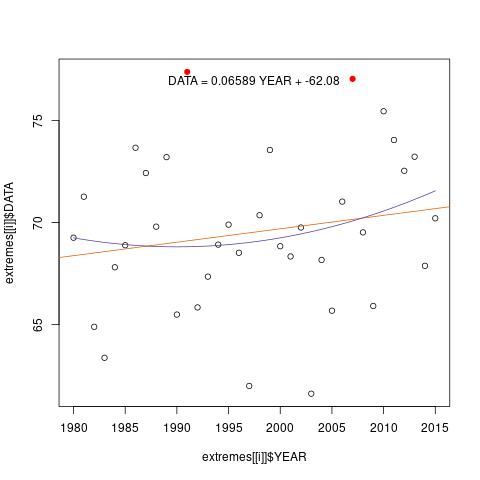 DATA = 0.06589 YEAR + -62.08
75
70
65
extremes[[i]]$DATA
1980 1985 1990 1995 2000 2005 2010 2015
extremes[[i]]$YEAR